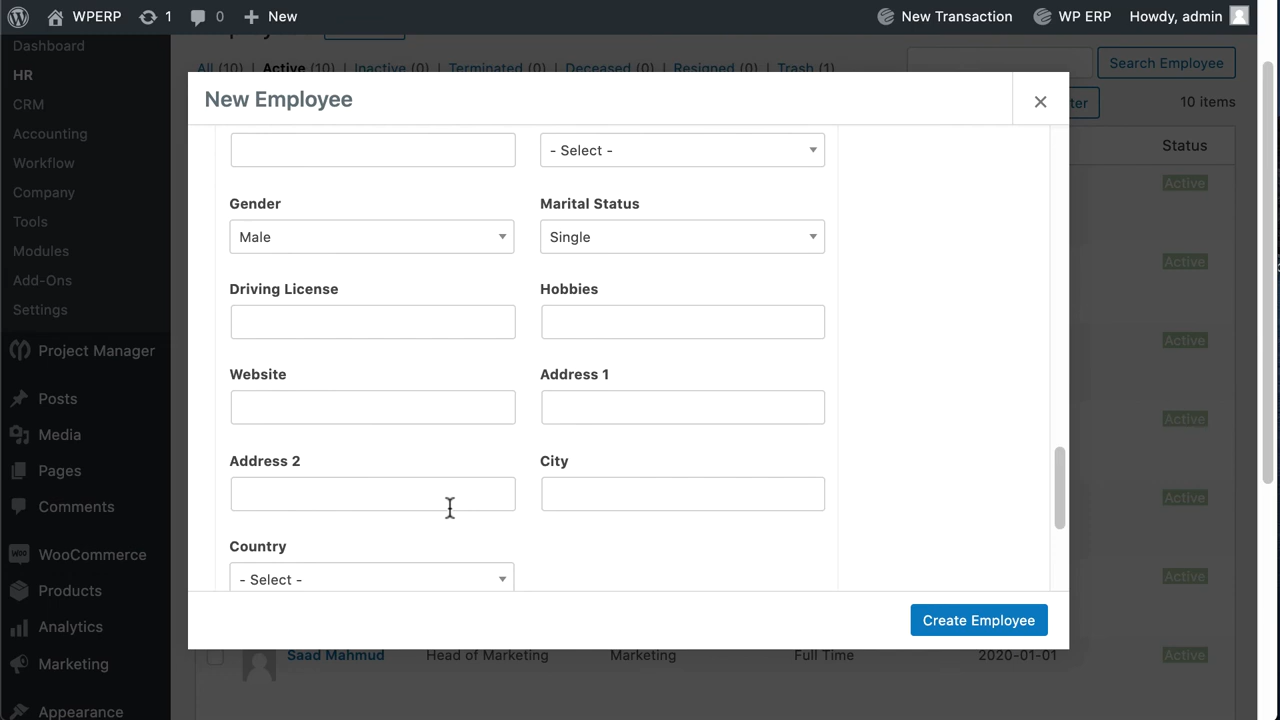 WPERP 1 0 New New Transaction WP ERP Howdy, admin
Dashboard
HR
CRM
Accounting
Workflow
Company
Tools
Modules
Add-Ons
Settings
Project Manager
Posts
Media
Pages
Comments
WooCommerce
Products
Analytics
Marketing
Appearance
All (10) | Active (10) | Inactive (0) | Terminated (0) | Deceased (0) | Resigned (0) | Trash (1)
Search Employee
10 items
Status
Active
Active
Active
Active
Active
Active
New Employee ×
- Select -
Gender Marital Status
Male Single
Driving License Hobbies
Website Address 1
Address 2 City
Country
- Select -
Create Employee
Saad Mahmud Head of Marketing Marketing Full Time 2020-01-01 Active